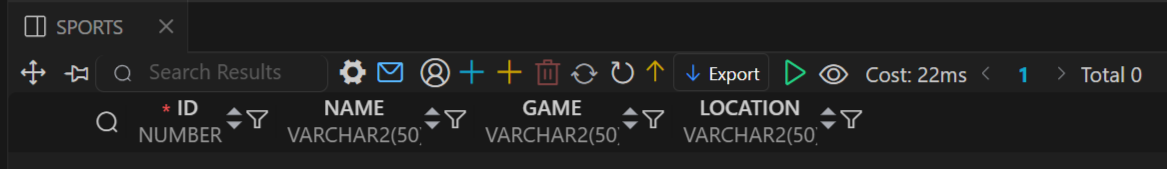 SPORTS
Search Results Export Cost: 22ms 1 Total 0
* ID NAME GAME LOCATION
NUMBER VARCHAR2(50) VARCHAR2(50) VARCHAR2(50)